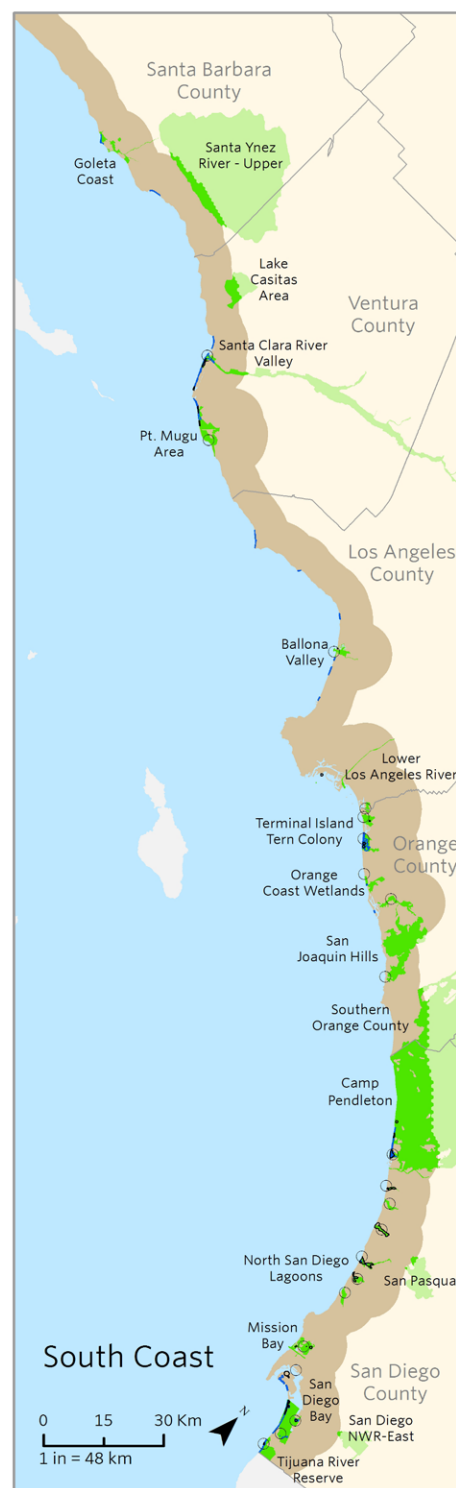 Santa Barbara
County
Santa Ynez
River - Upper
Goleta
Coast
Lake
Casitas
Area
Ventura
County
Santa Clara River
Valley
Pt. Mugu
Area
Los Angeles
County
Ballona
Valley
Lower
Los Angeles River
Terminal Island
Tern Colony
Orange
County
Orange
Coast Wetlands
San
Joaquin Hills
Southern
Orange County
Camp
Pendleton
North San Diego
Lagoons
San Pasqua
Mission
Bay
South Coast
San Diego
County
San
Diego
Bay
N
0 15 30 Km
1 in = 48 km
San Diego
NWR-East
Tijuana River
Reserve